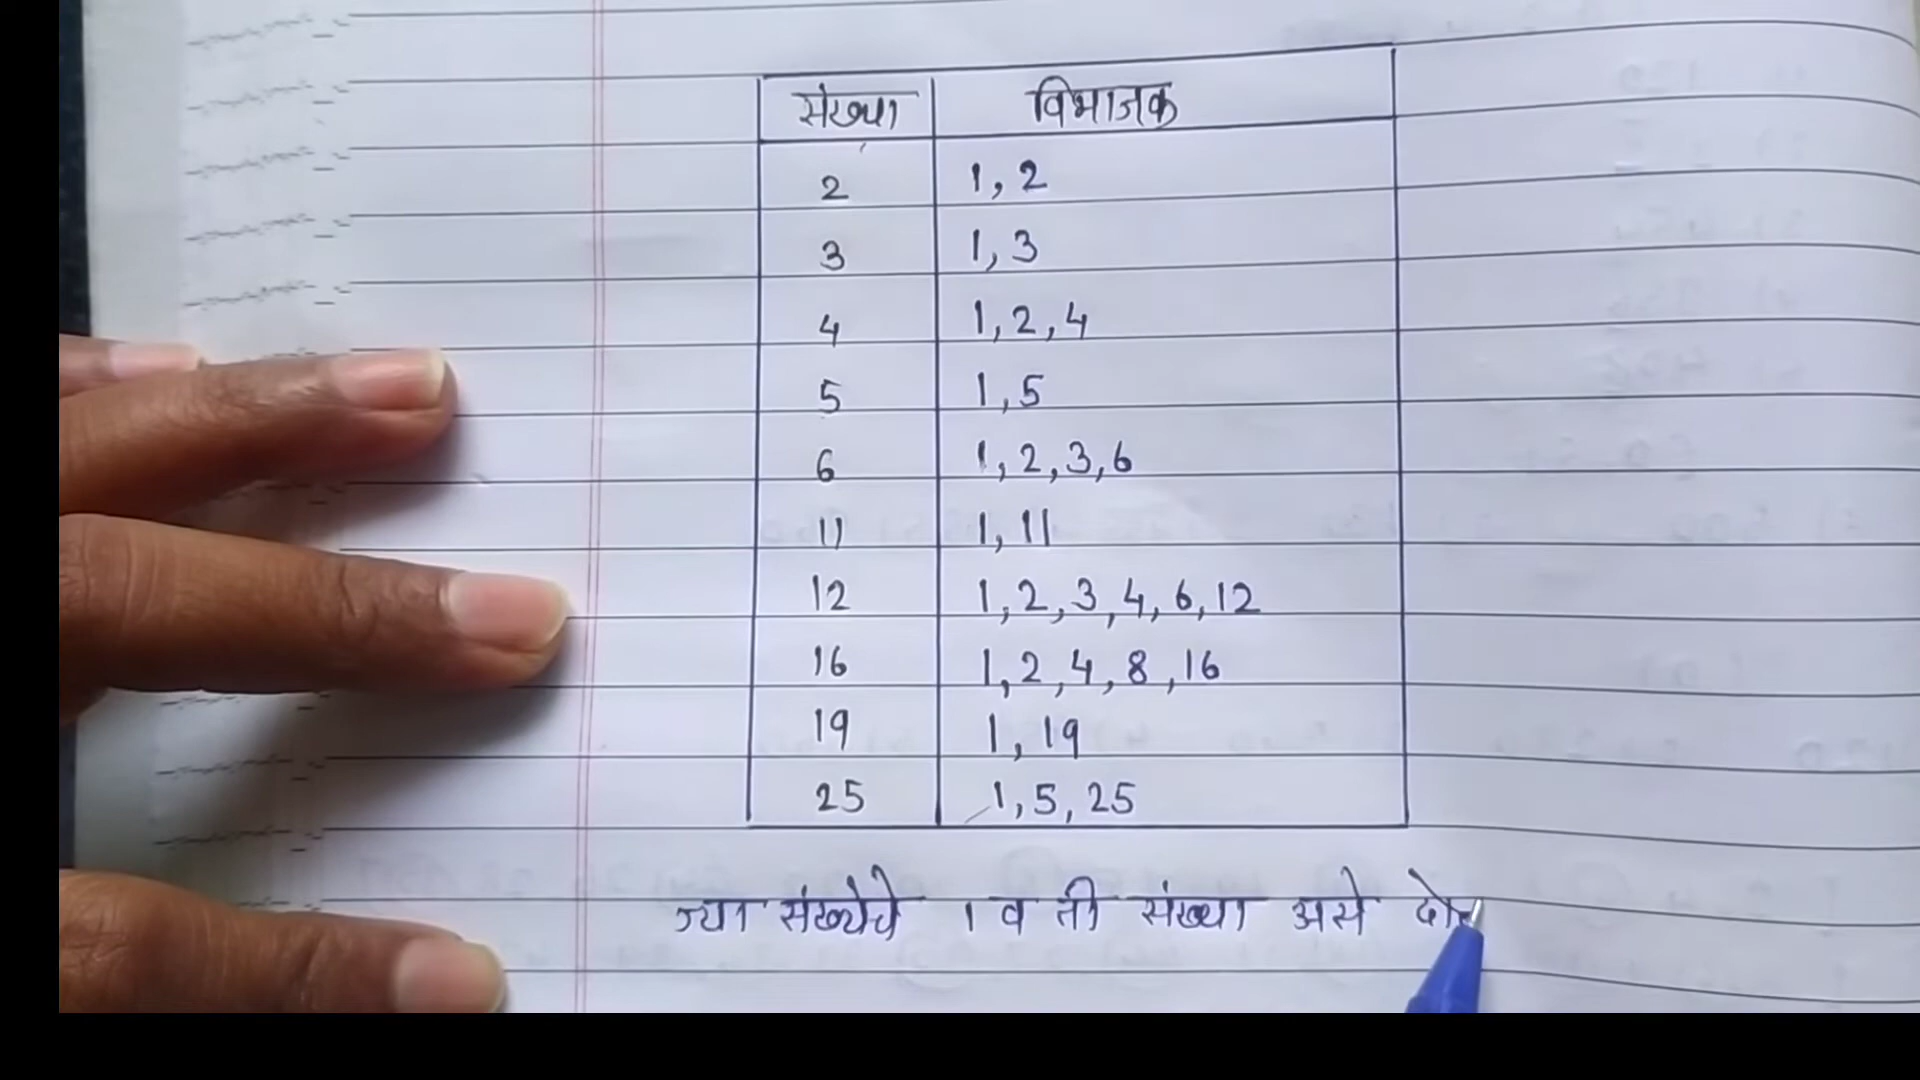 संख्या विभाजक
2 1, 2
3 1, 3
4 1, 2, 4
5 1, 5
6 1, 2, 3, 6
11 1, 11
12 1, 2, 3, 4, 6, 12
16 1, 2, 4, 8, 16
19 1, 19
25 1, 5, 25
ज्या संख्येचे 1 व ती संख्या असे